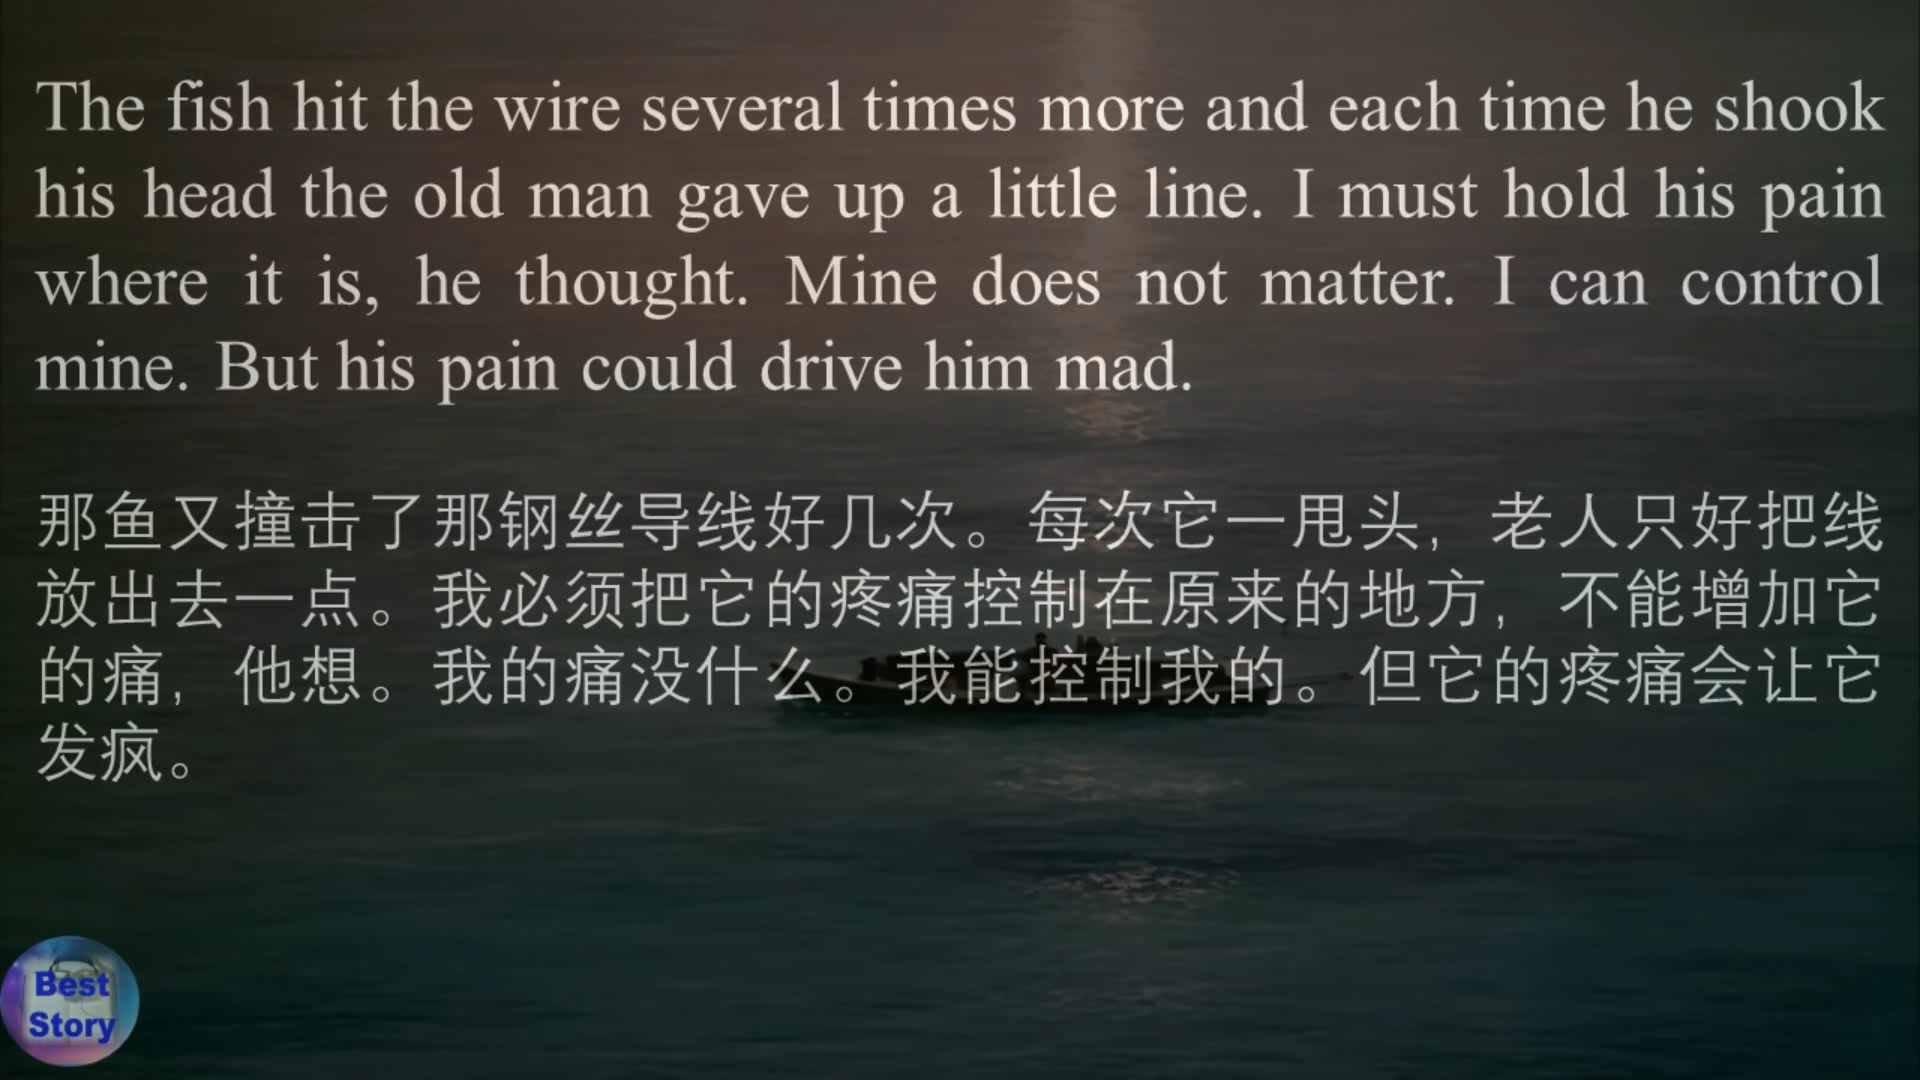 The fish hit the wire several times more and each time he shook
his head the old man gave up a little line. I must hold his pain
where it is, he thought. Mine does not matter. I can control
mine. But his pain could drive him mad.
那鱼又撞击了那钢丝导线好几次。每次它一甩头，老人只好把线
放出去一点。我必须把它的疼痛控制在原来的地方，不能增加它
的痛，他想。我的痛没什么。我能控制我的。但它的疼痛会让它
发疯。
Best
Story